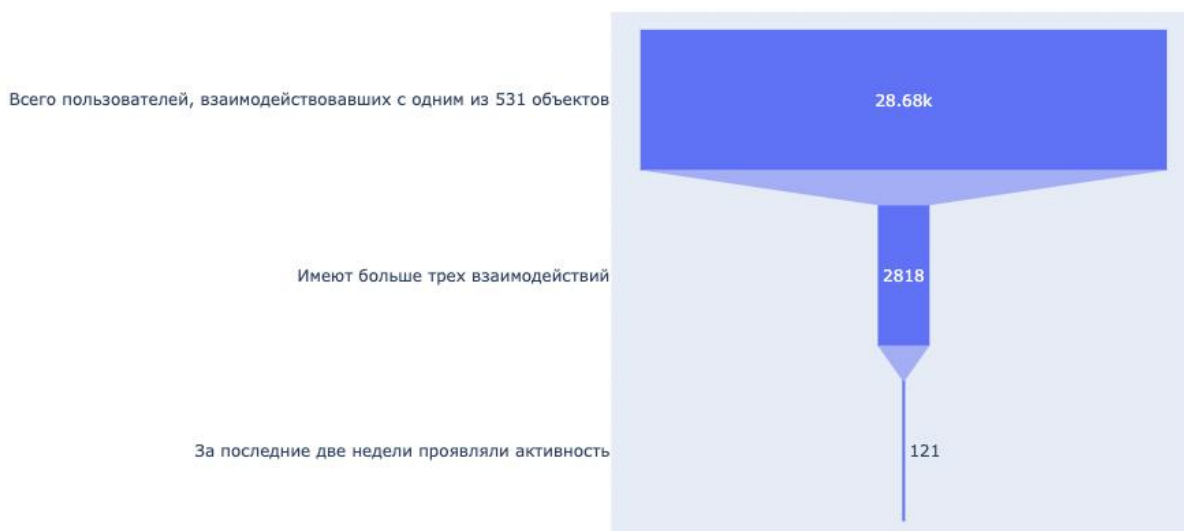 Всего пользователей, взаимодействовавших с одним из 531 объектов
28.68k
Имеют больше трех взаимодействий
2818
За последние две недели проявляли активность
121